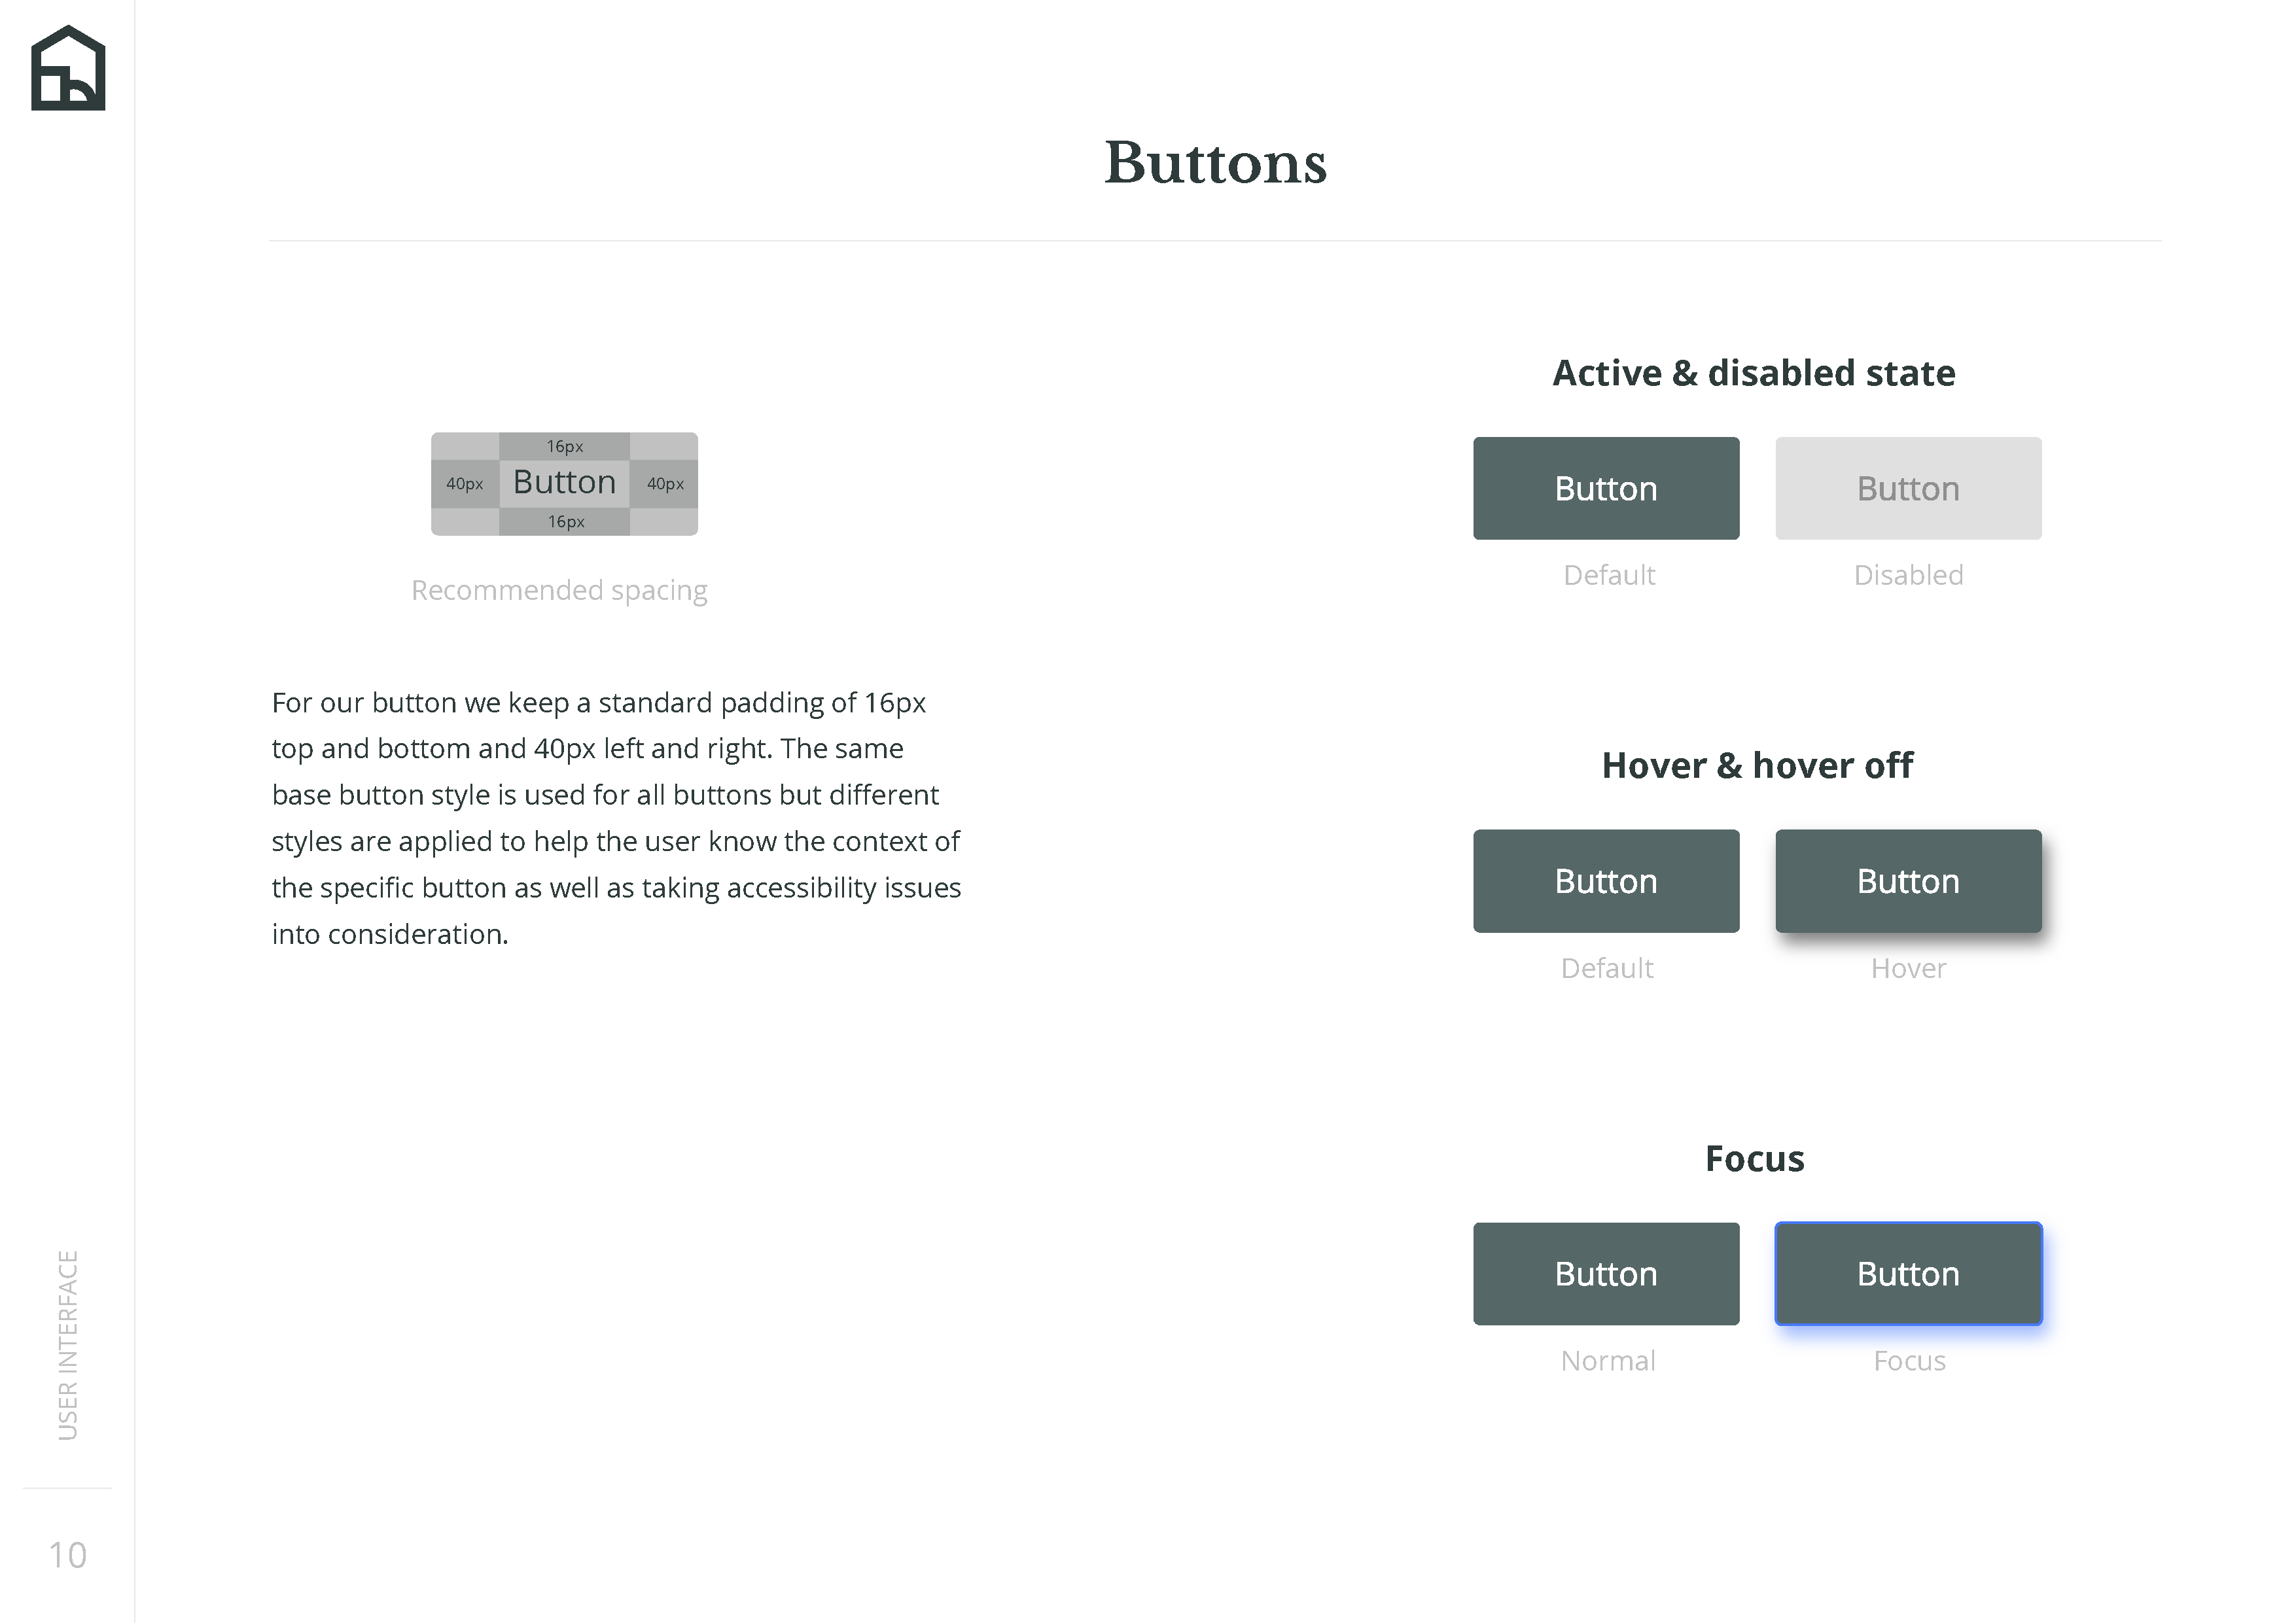 Buttons
16px
40px
Button
40px
16px
Recommended spacing
For our button we keep a standard padding of 16px
top and bottom and 40px left and right. The same
base button style is used for all buttons but different
styles are applied to help the user know the context of
the specific button as well as taking accessibility issues
into consideration.
Active & disabled state
Button
Button
Default
Disabled
Hover & hover off
Button
Button
Default
Hover
Focus
Button
Button
Normal
Focus
USER INTERFACE
10